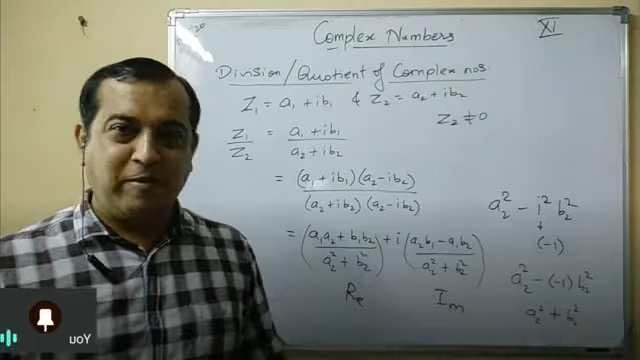 Complex Numbers
XI
Division/Quotient of Complex nos.
Z₁ = a₁ + ib₁ & Z₂ = a₂ + ib₂
Z₂ ≠ 0
Z₁/Z₂ = (a₁ + ib₁)/(a₂ + ib₂)
= (a₁ + ib₁)(a₂ - ib₂)/(a₂ + ib₂)(a₂ - ib₂)
= (a₁a₂ + b₁b₂/a₂² + b₂²) + i(a₂b₁ - a₁b₂/a₂² + b₂²)
Re Im
a₂² - i² b₂²
↓
(-1)
a₂² - (-1) b₂²
a₂² + b₂²
You